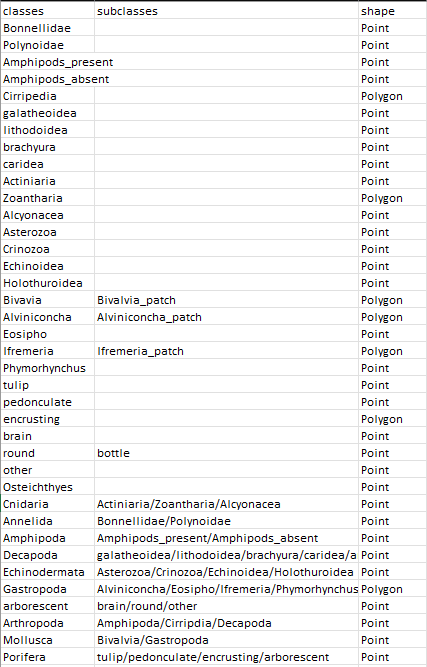 classes subclasses shape
Bonnellidae Point
Polynoidae Point
Amphipods_present Point
Amphipods_absent Point
Cirripedia Polygon
galatheoidea Point
lithodoidea Point
brachyura Point
caridea Point
Actiniaria Point
Zoantharia Polygon
Alcyonacea Point
Asterozoa Point
Crinozoa Point
Echinoidea Point
Holothuroidea Point
Bivavia Bivalvia_patch Polygon
Alviniconcha Alviniconcha_patch Polygon
Eosipho Point
Ifremeria Ifremeria_patch Polygon
Phymorhynchus Point
tulip Point
pedonculate Point
encrusting Polygon
brain Point
round bottle Point
other Point
Osteichthyes Point
Cnidaria Actiniaria/Zoantharia/Alcyonacea Point
Annelida Bonnellidae/Polynoidae Point
Amphipoda Amphipods_present/Amphipods_absent Point
Decapoda galatheoidea/lithodoidea/brachyura/caridea/a Point
Echinodermata Asterozoa/Crinozoa/Echinoidea/Holothuroidea Point
Gastropoda Alviniconcha/Eosipho/Ifremeria/Phymorhynchus Polygon
arborescent brain/round/other Point
Arthropoda Amphipoda/Cirripdia/Decapoda Point
Mollusca Bivalvia/Gastropoda Point
Porifera tulip/pedonculate/encrusting/arborescent Point